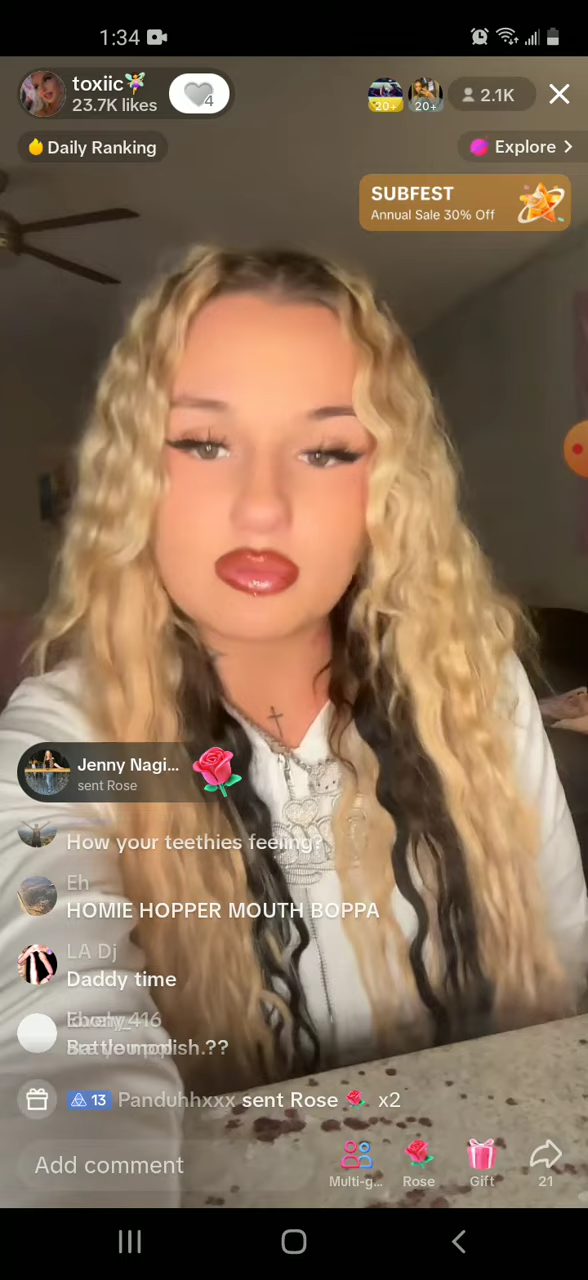 1:34
toxiic🧚🏼‍♀️
23.7K likes
4
20+
20+
2.1K
Daily Ranking
Explore
SUBFEST
Annual Sale 30% Off
Jenny Nagi...
sent Rose
How your teethies feeling?
Eh
HOMIE HOPPER MOUTH BOPPA
LA Dj
Daddy time
13 Panduhhxxx sent Rose 🌹 x2
Add comment
Multi-g...
Rose
Gift
21